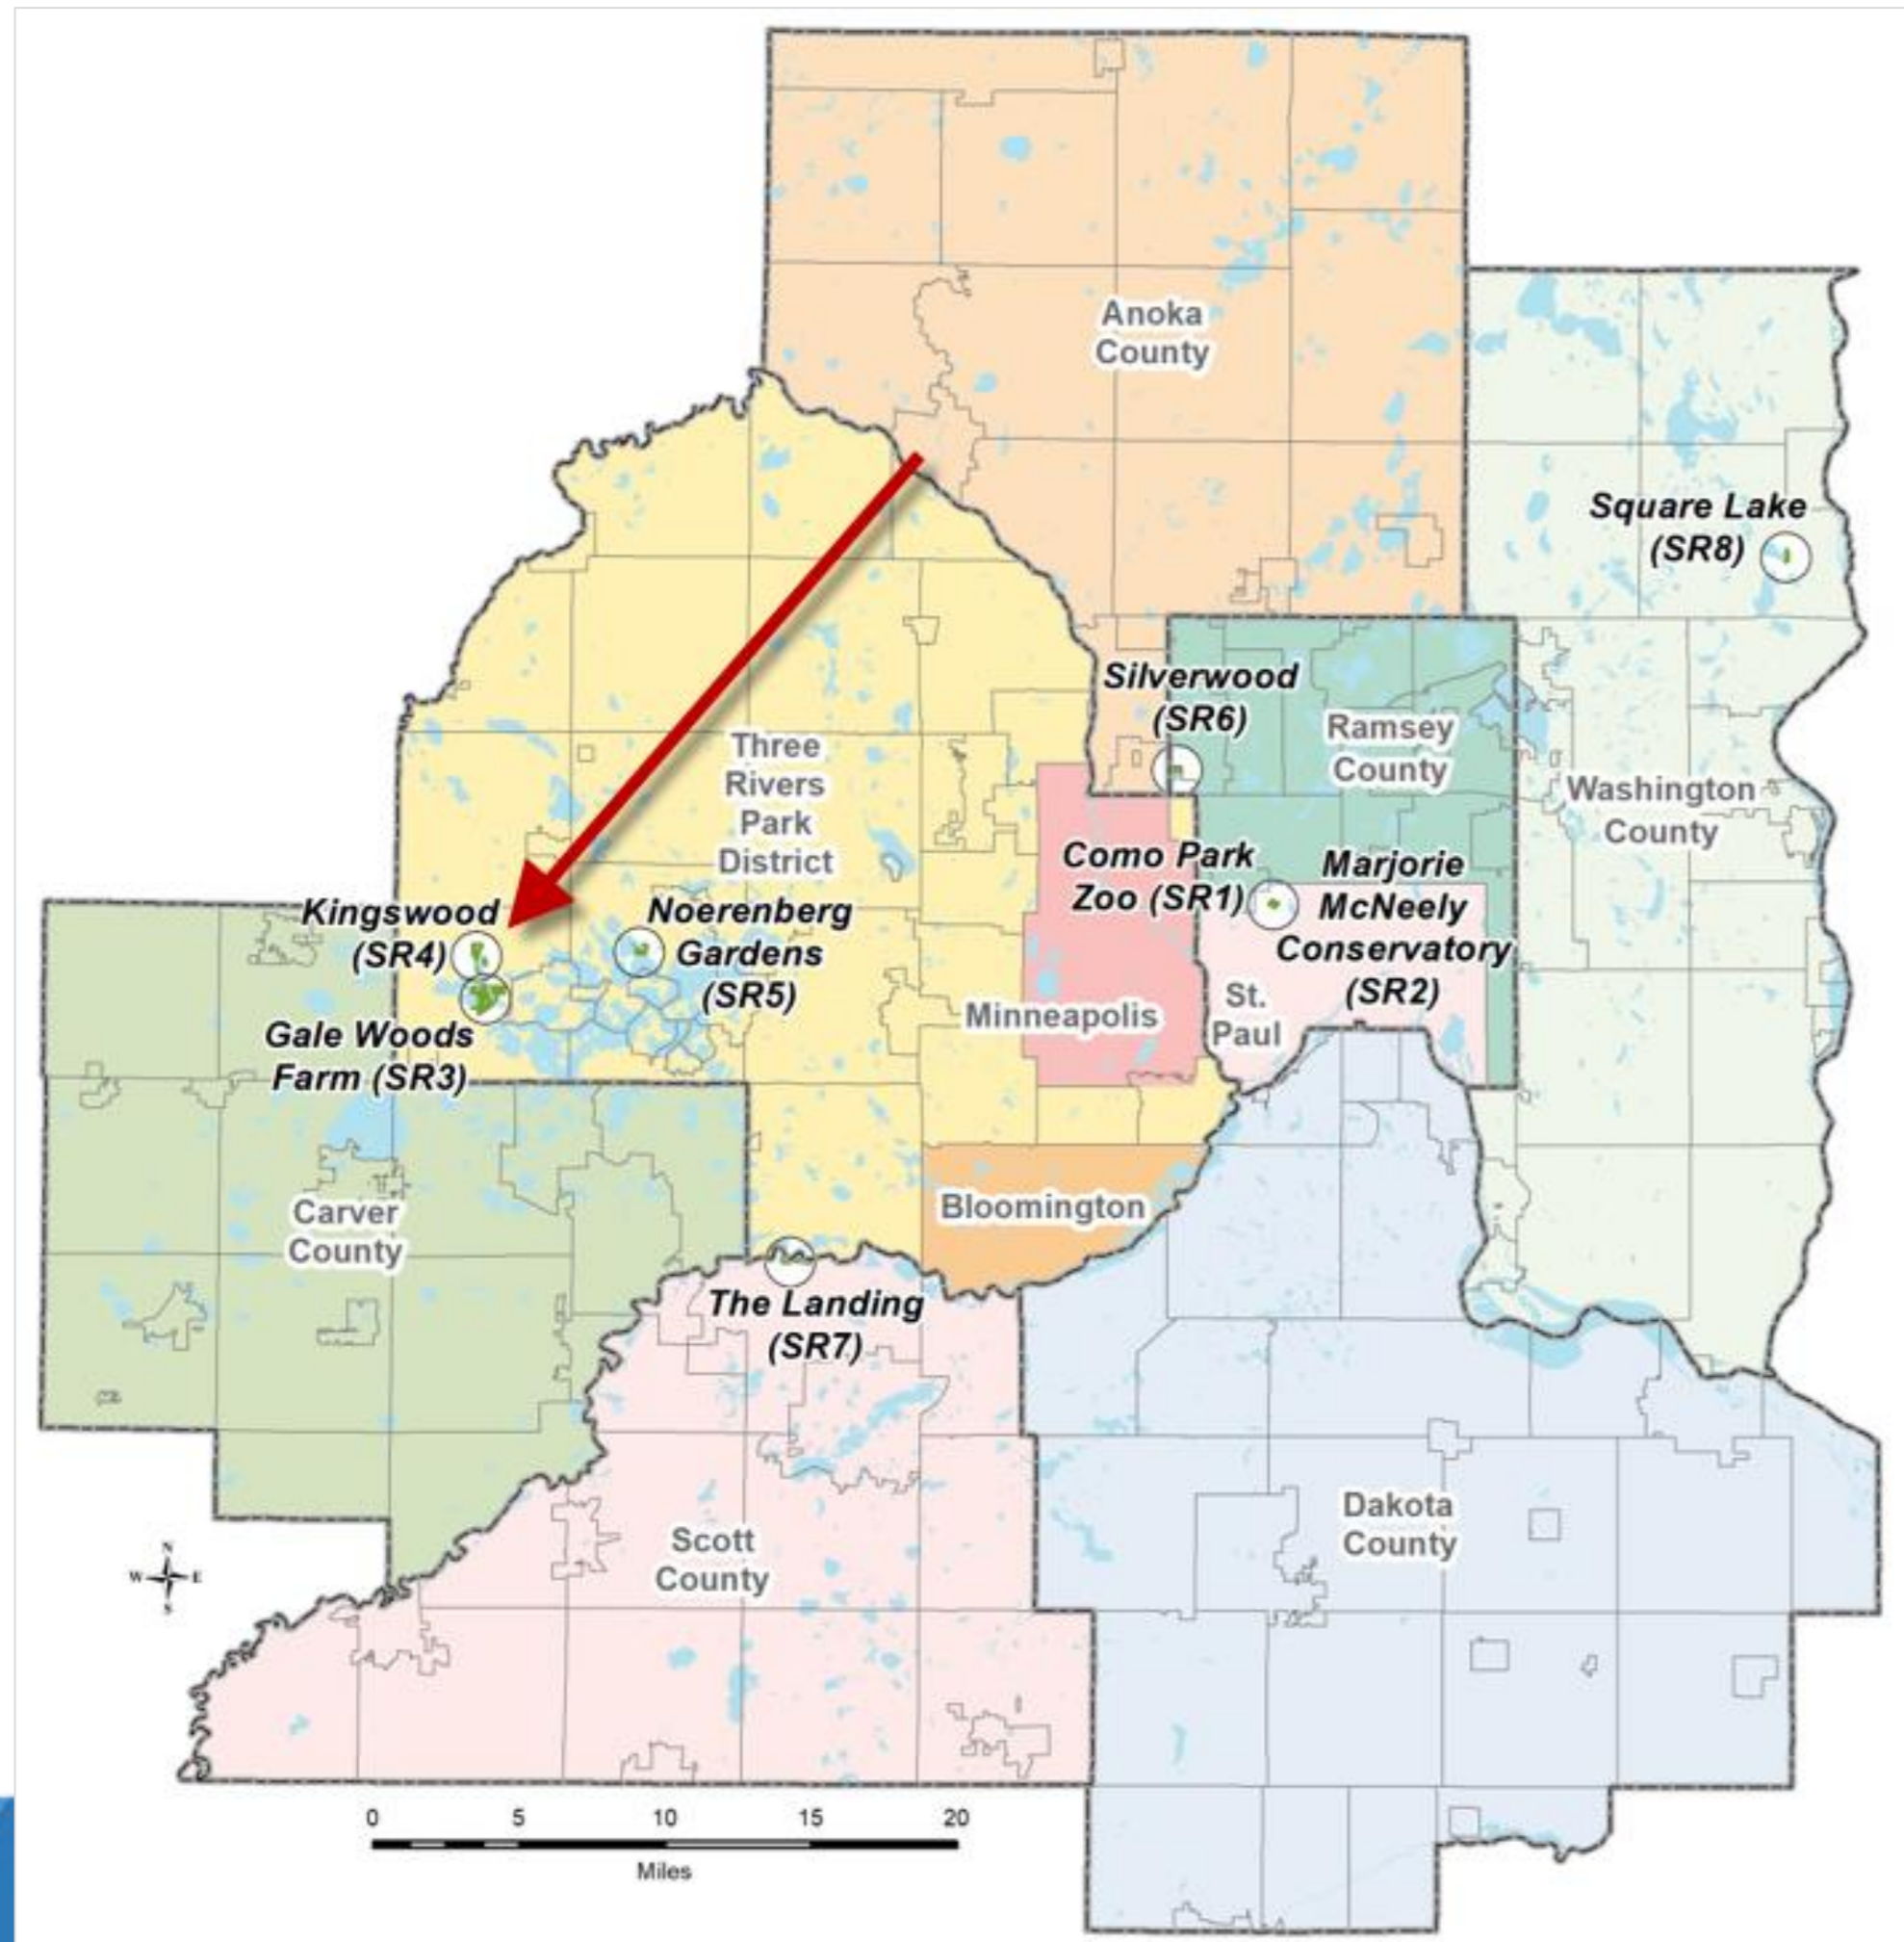 Anoka
County
Square Lake
(SR8)
Silverwood
(SR6)
Ramsey
County
Three
Rivers
Park
District
Washington
County
Como Park
Zoo (SR1)
Marjorie
McNeely
Conservatory
(SR2)
Kingswood
(SR4)
Noerenberg
Gardens
(SR5)
Gale Woods
Farm (SR3)
Minneapolis
St.
Paul
Carver
County
Bloomington
The Landing
(SR7)
Scott
County
Dakota
County
N
W E
S
0 5 10 15 20
Miles